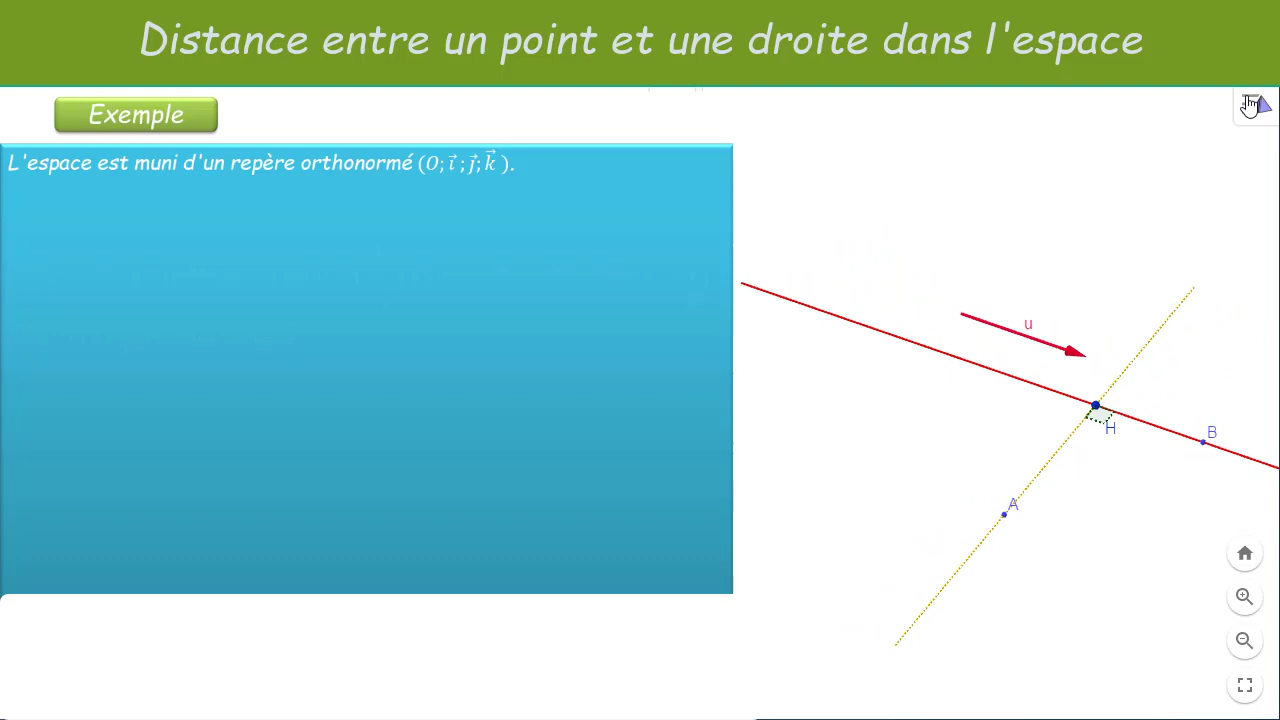 Distance entre un point et une droite dans l'espace
Exemple
L'espace est muni d'un repère orthonormé (O; i⃗ ; j⃗; k⃗ ).
u
H
B
A